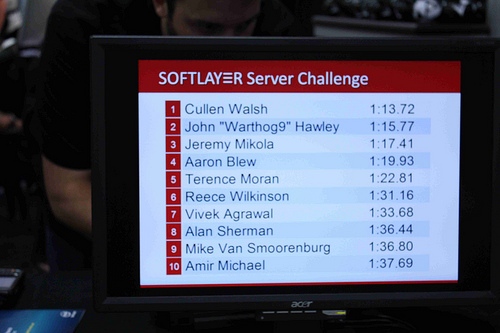 SOFTLAYER Server Challenge
1 Cullen Walsh 1:13.72
2 John "Warthog9" Hawley 1:15.77
3 Jeremy Mikola 1:17.41
4 Aaron Blew 1:19.93
5 Terence Moran 1:22.81
6 Reece Wilkinson 1:31.16
7 Vivek Agrawal 1:33.68
8 Alan Sherman 1:36.44
9 Mike Van Smoorenburg 1:36.80
10 Amir Michael 1:37.69
acer